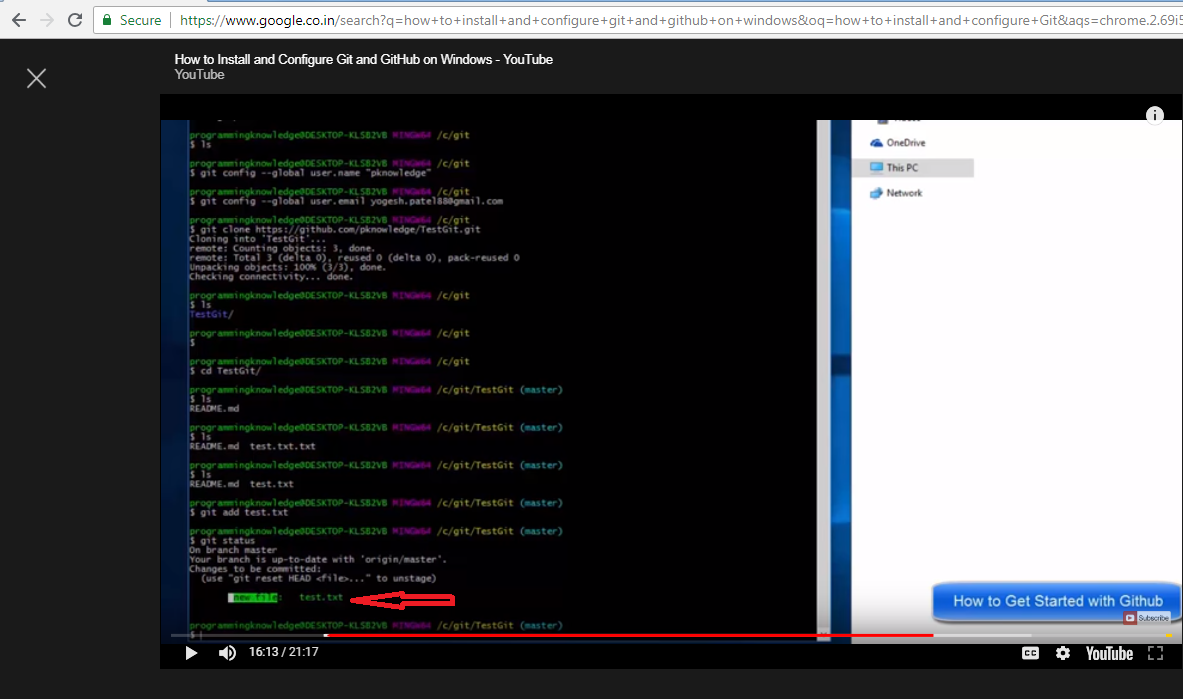 Secure
https://www.google.co.in/search?q=how+to+install+and+configure+git+and+github+on+windows&oq=how+to+install+and+configure+Git&aqs=chrome.2.69i5
How to Install and Configure Git and GitHub on Windows - YouTube
YouTube
programmingknowledge@DESKTOP-KLSB2VB MINGW64 /c/git
$ ls
programmingknowledge@DESKTOP-KLSB2VB MINGW64 /c/git
$ git config --global user.name "pknowledge"
programmingknowledge@DESKTOP-KLSB2VB MINGW64 /c/git
$ git config --global user.email yogesh.patel88@gmail.com
programmingknowledge@DESKTOP-KLSB2VB MINGW64 /c/git
$ git clone https://github.com/pknowledge/TestGit.git
Cloning into 'TestGit'...
remote: Counting objects: 3, done.
remote: Total 3 (delta 0), reused 0 (delta 0), pack-reused 0
Unpacking objects: 100% (3/3), done.
Checking connectivity... done.
programmingknowledge@DESKTOP-KLSB2VB MINGW64 /c/git
$ ls
TestGit/
programmingknowledge@DESKTOP-KLSB2VB MINGW64 /c/git
$
programmingknowledge@DESKTOP-KLSB2VB MINGW64 /c/git
$ cd TestGit/
programmingknowledge@DESKTOP-KLSB2VB MINGW64 /c/git/TestGit (master)
$ ls
README.md
programmingknowledge@DESKTOP-KLSB2VB MINGW64 /c/git/TestGit (master)
$ ls
README.md test.txt.txt
programmingknowledge@DESKTOP-KLSB2VB MINGW64 /c/git/TestGit (master)
$ ls
README.md test.txt
programmingknowledge@DESKTOP-KLSB2VB MINGW64 /c/git/TestGit (master)
$ git add test.txt
programmingknowledge@DESKTOP-KLSB2VB MINGW64 /c/git/TestGit (master)
$ git status
On branch master
Your branch is up-to-date with 'origin/master'.
Changes to be committed:
(use "git reset HEAD <file>..." to unstage)
new file: test.txt
programmingknowledge@DESKTOP-KLSB2VB MINGW64 /c/git/TestGit (master)
$
OneDrive
This PC
Network
How to Get Started with Github
Subscribe
16:13 / 21:17
CC
YouTube